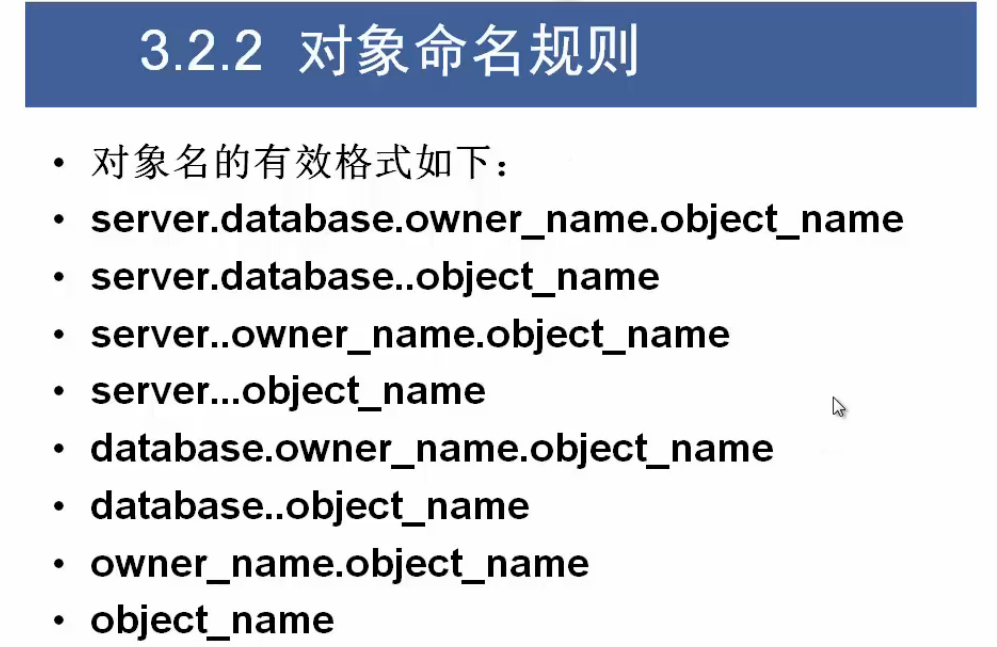 3.2.2 对象命名规则
• 对象名的有效格式如下：
• server.database.owner_name.object_name
• server.database..object_name
• server..owner_name.object_name
• server...object_name
• database.owner_name.object_name
• database..object_name
• owner_name.object_name
• object_name